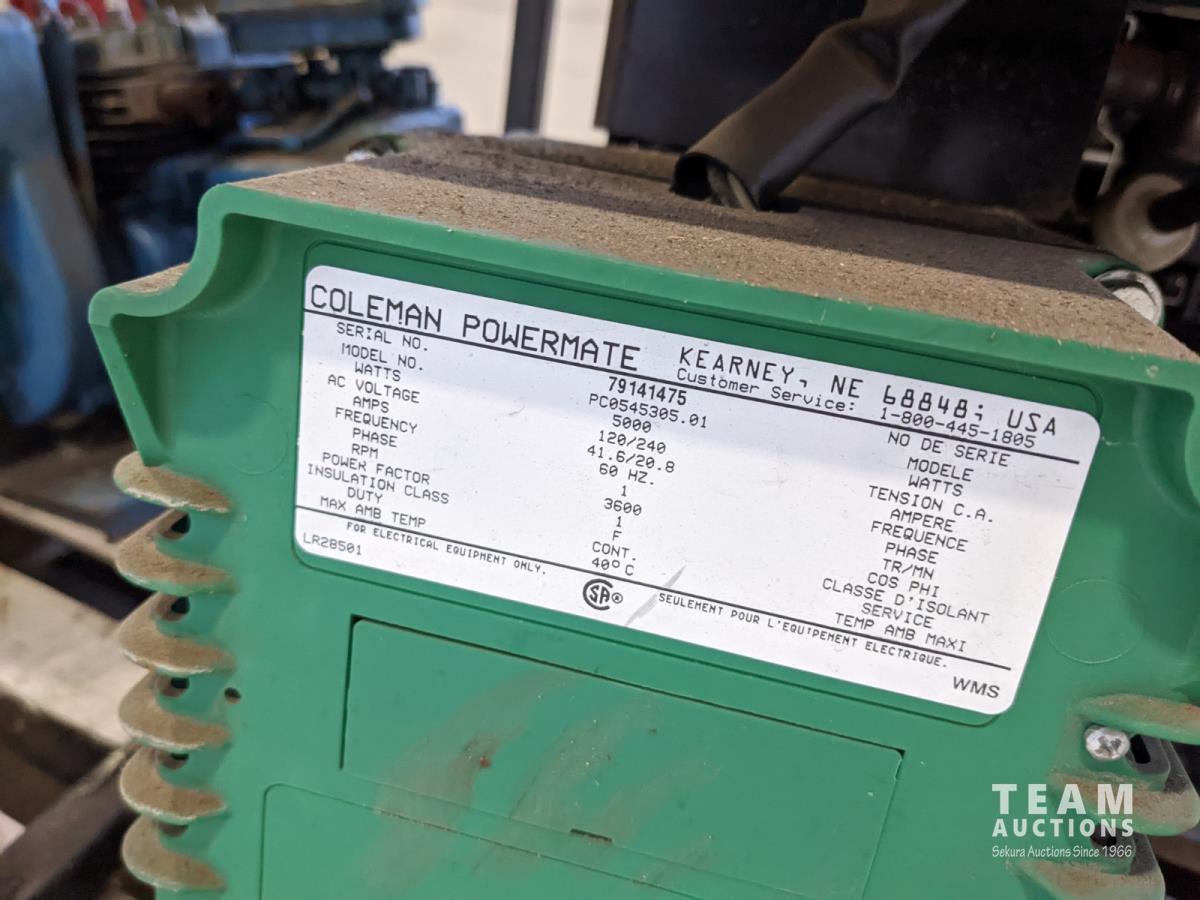 COLEMAN POWERMATE KEARNEY, NE 68848; USA
Customer Service: 1-800-445-1805
SERIAL NO. 79141475 NO DE SERIE
MODEL NO. PC0545305.01 MODELE
WATTS 5000 WATTS
AC VOLTAGE 120/240 TENSION C.A.
AMPS 41.6/20.8 AMPERE
FREQUENCY 60 HZ. FREQUENCE
PHASE 1 PHASE
RPM 3600 TR/MN
POWER FACTOR 1 COS PHI
INSULATION CLASS F CLASSE D'ISOLANT
DUTY CONT. SERVICE
MAX AMB TEMP 40°C TEMP AMB MAXI
FOR ELECTRICAL EQUIPMENT ONLY. SA® SEULEMENT POUR L'EQUIPEMENT ELECTRIQUE.
LR28501 WMS
TEAM
AUCTIONS
Sekura Auctions Since 1966